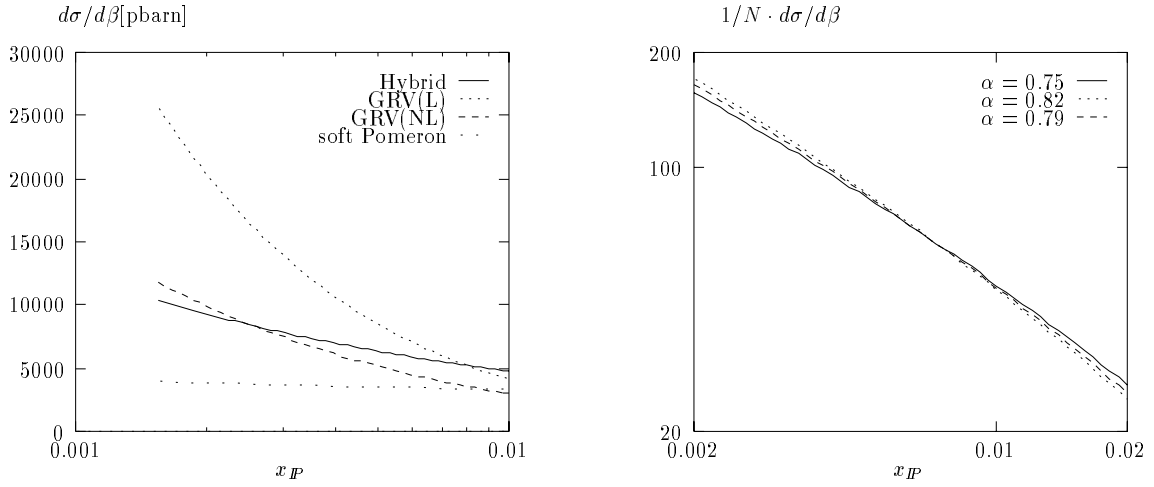 dσ/dβ[pbarn]
30000
25000
20000
15000
10000
5000
0
0.001
0.01
x_IP
Hybrid
GRV(L)
GRV(NL)
soft Pomeron
1/N · dσ/dβ
200
100
20
0.002
0.01
0.02
x_IP
α = 0.75
α = 0.82
α = 0.79